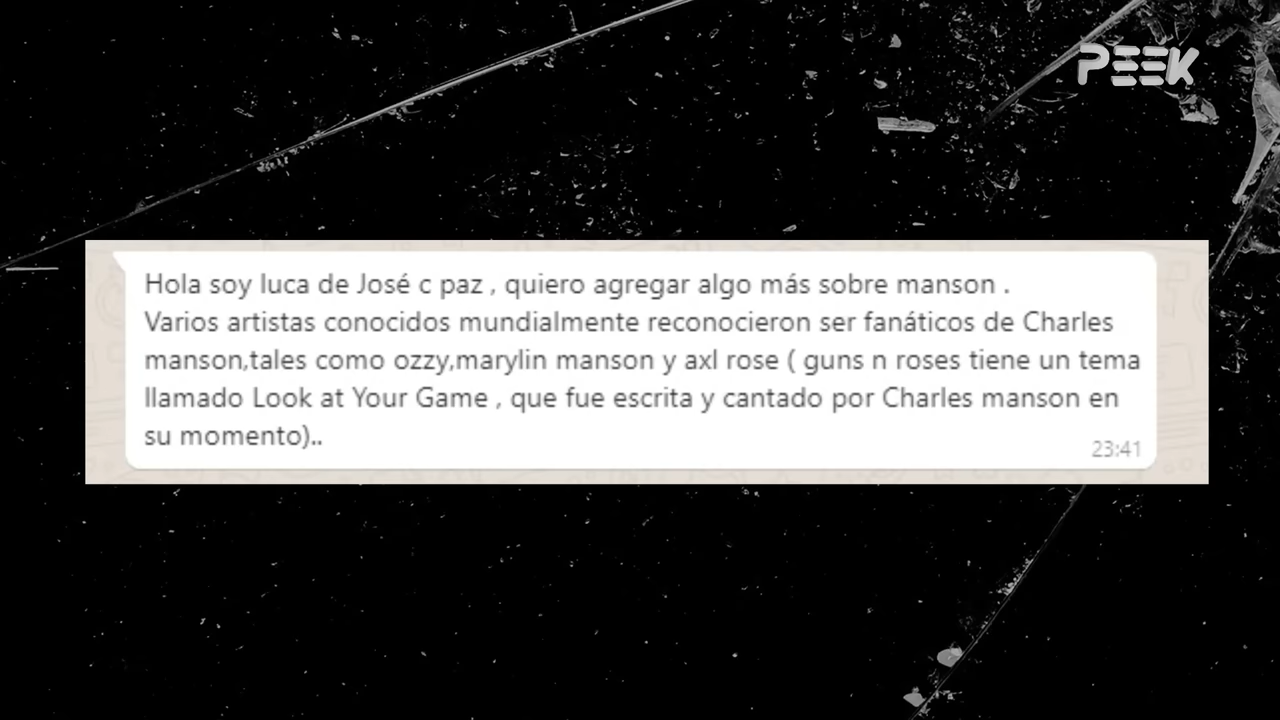 PEEK
Hola soy luca de José c paz , quiero agregar algo más sobre manson .
Varios artistas conocidos mundialmente reconocieron ser fanáticos de Charles
manson,tales como ozzy,marylin manson y axl rose ( guns n roses tiene un tema
llamado Look at Your Game , que fue escrita y cantado por Charles manson en
su momento)..
23:41